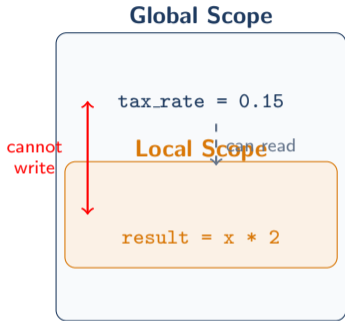 Global Scope
tax_rate = 0.15
can read
Local Scope
cannot
write
result = x * 2